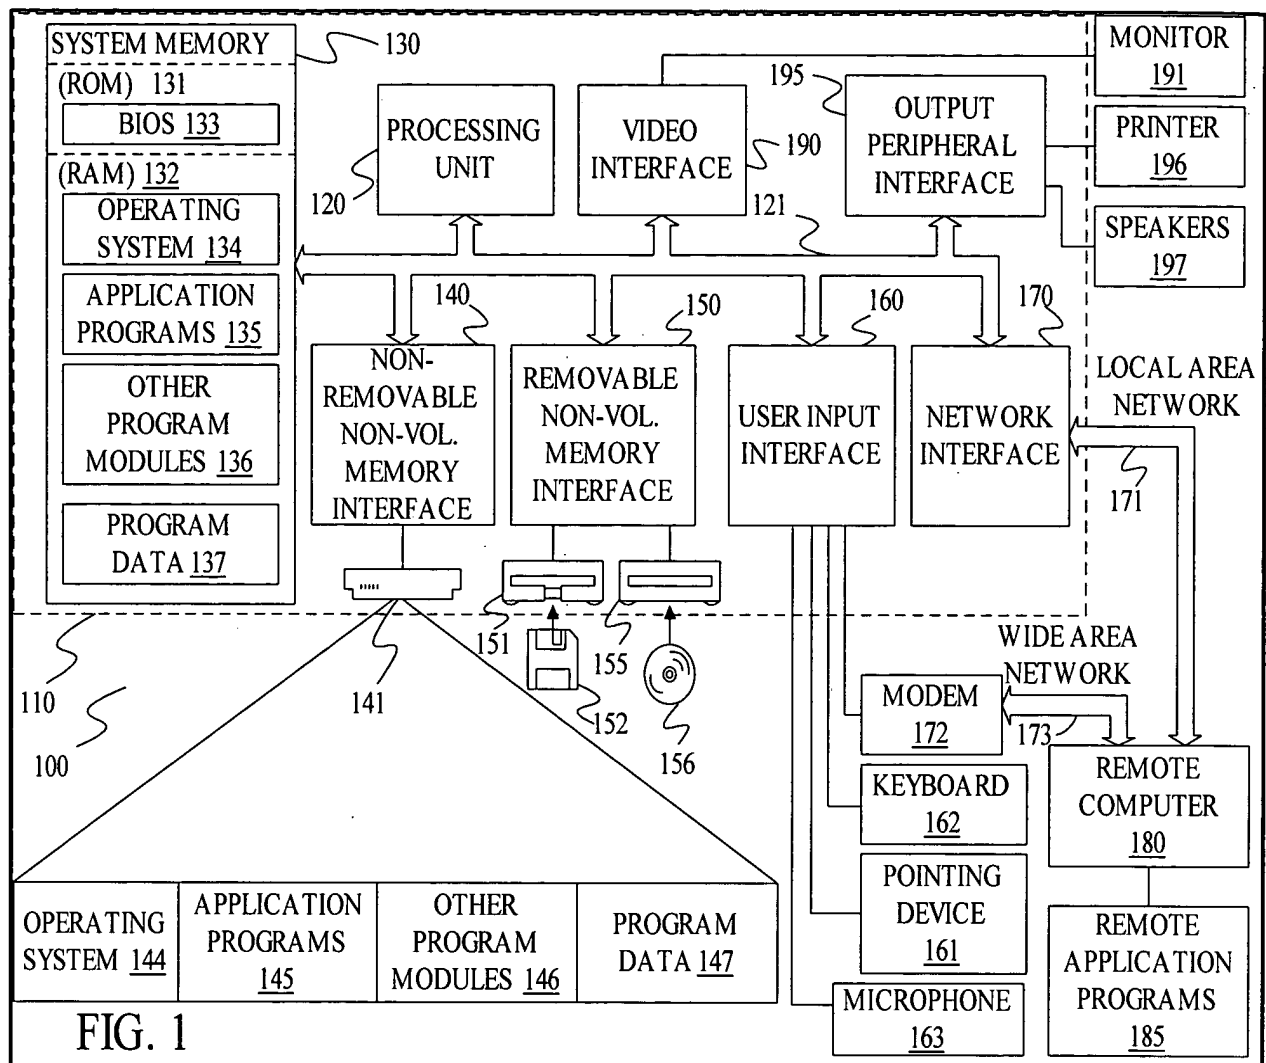 SYSTEM MEMORY
130
(ROM) 131
BIOS 133
(RAM) 132
OPERATING
SYSTEM 134
APPLICATION
PROGRAMS 135
OTHER
PROGRAM
MODULES 136
PROGRAM
DATA 137
PROCESSING
UNIT
120
VIDEO
INTERFACE
190
195
OUTPUT
PERIPHERAL
INTERFACE
121
MONITOR
191
PRINTER
196
SPEAKERS
197
140
NON-
REMOVABLE
NON-VOL.
MEMORY
INTERFACE
150
REMOVABLE
NON-VOL.
MEMORY
INTERFACE
160
USER INPUT
INTERFACE
170
NETWORK
INTERFACE
LOCAL AREA
NETWORK
171
141
151
152
155
156
110
100
WIDE AREA
NETWORK
173
MODEM
172
KEYBOARD
162
POINTING
DEVICE
161
MICROPHONE
163
REMOTE
COMPUTER
180
REMOTE
APPLICATION
PROGRAMS
185
OPERATING
SYSTEM 144
APPLICATION
PROGRAMS
145
OTHER
PROGRAM
MODULES 146
PROGRAM
DATA 147
FIG. 1